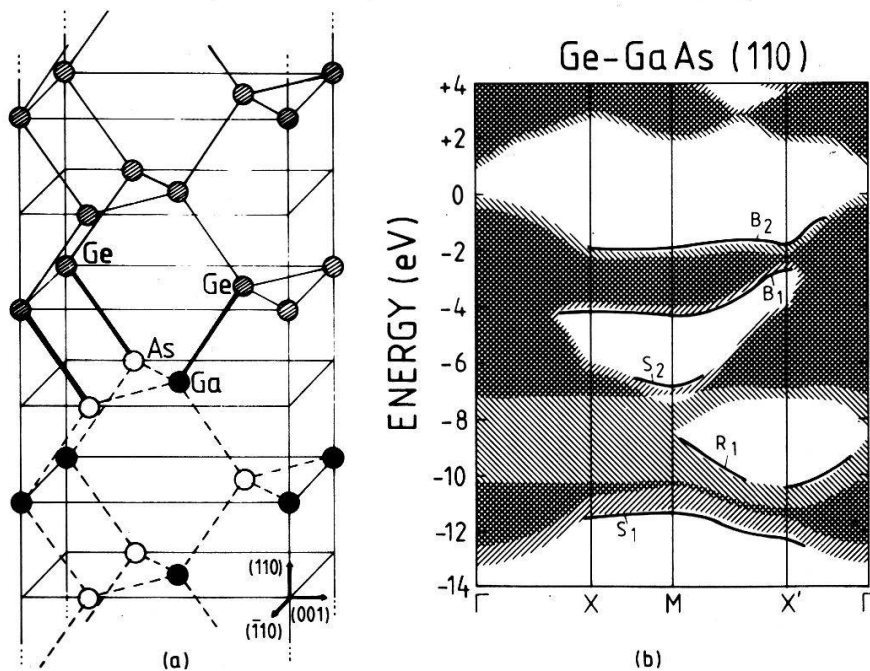 Ge
Ge
As
Ga
(110)
(001)
(1̄10)
(a)
Ge-GaAs (110)
ENERGY (eV)
+4
+2
0
-2
-4
-6
-8
-10
-12
-14
B₂
B₁
S₂
R₁
S₁
Γ X M X' Γ
(b)